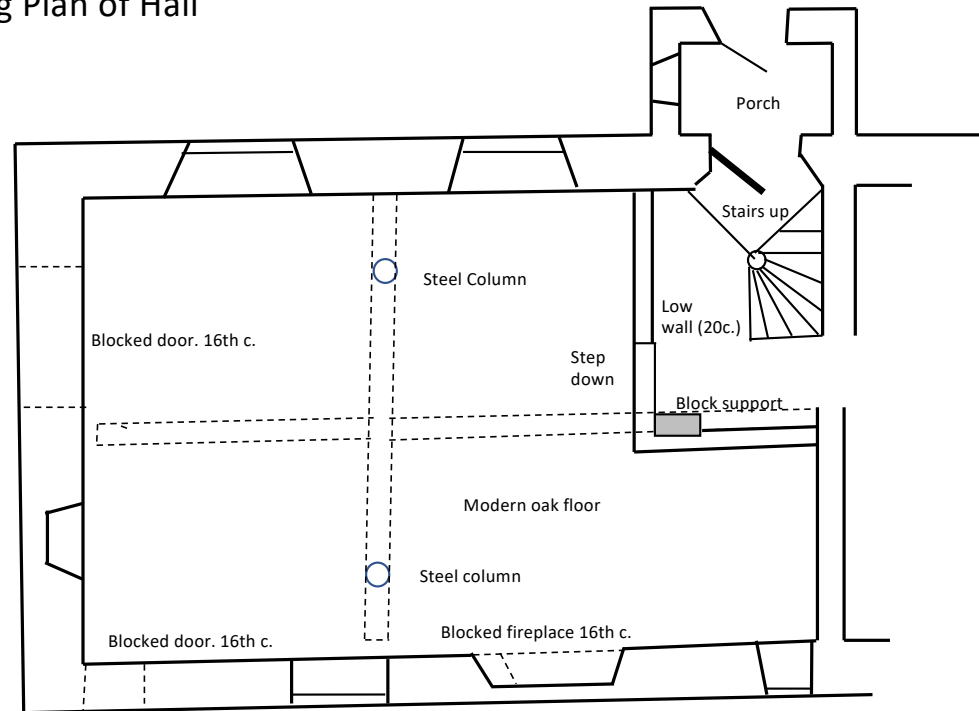 g Plan of Hall
Porch
Stairs up
Steel Column
Low
wall (20c.)
Blocked door. 16th c.
Step
down
Block support
Modern oak floor
Steel column
Blocked fireplace 16th c.
Blocked door. 16th c.